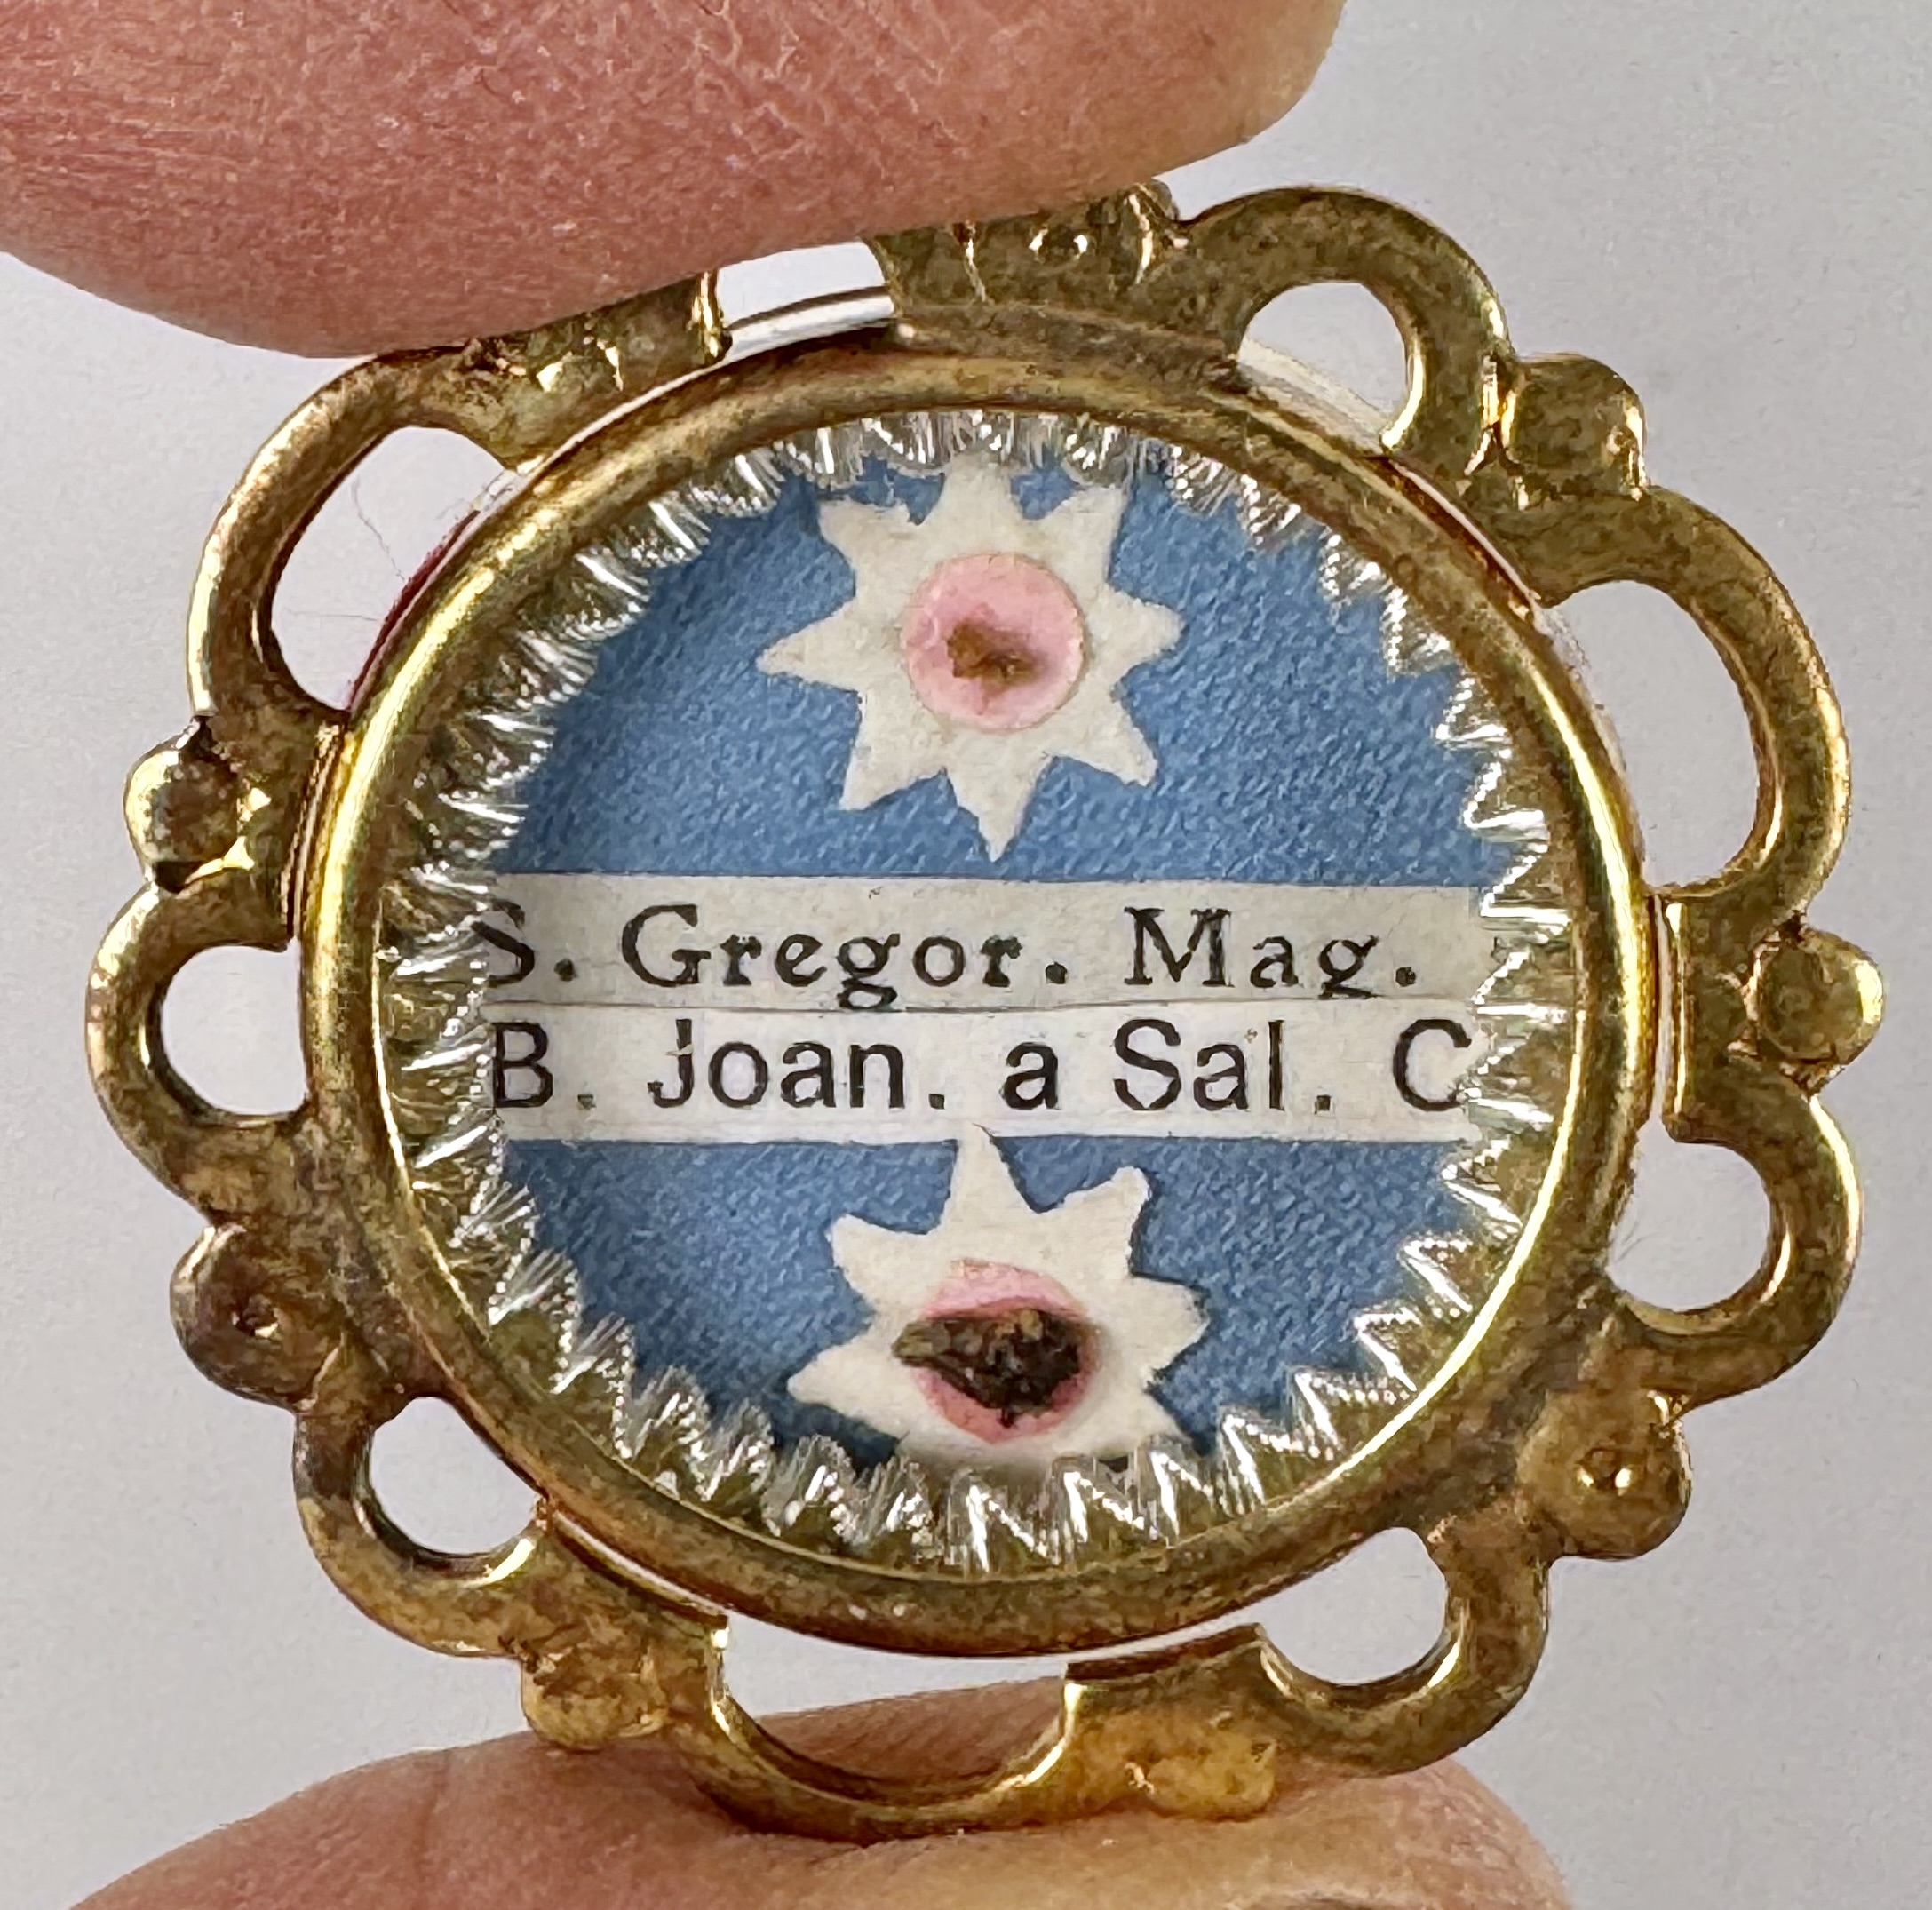 S. Gregor. Mag.
B. Joan. a Sal. C